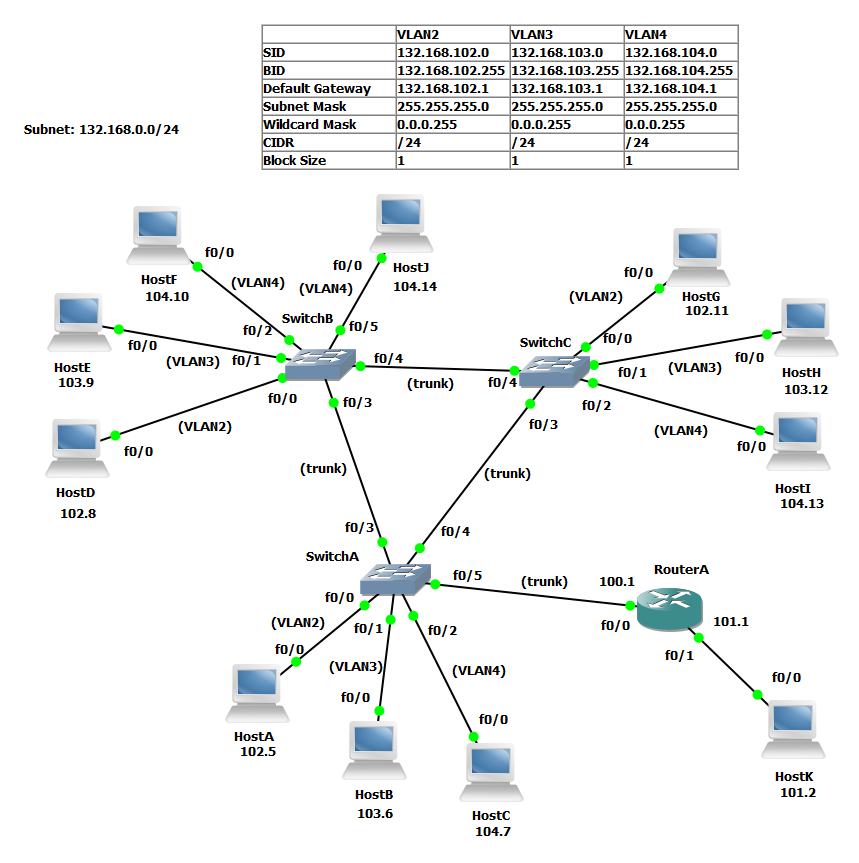 VLAN2 VLAN3 VLAN4
SID 132.168.102.0 132.168.103.0 132.168.104.0
BID 132.168.102.255 132.168.103.255 132.168.104.255
Default Gateway 132.168.102.1 132.168.103.1 132.168.104.1
Subnet Mask 255.255.255.0 255.255.255.0 255.255.255.0
Wildcard Mask 0.0.0.255 0.0.0.255 0.0.0.255
CIDR /24 /24 /24
Block Size 1 1 1
Subnet: 132.168.0.0/24
HostF
104.10
f0/0
(VLAN4)
f0/2
HostJ
104.14
f0/0
(VLAN4)
f0/5
SwitchB
HostE
103.9
f0/0
(VLAN3)
f0/1
HostD
102.8
f0/0
(VLAN2)
f0/0
f0/4
(trunk)
f0/4
f0/3
(trunk)
f0/3
SwitchC
HostG
102.11
f0/0
(VLAN2)
f0/0
HostH
103.12
f0/0
(VLAN3)
f0/1
HostI
104.13
f0/0
(VLAN4)
f0/2
f0/3
(trunk)
f0/4
SwitchA
f0/5
(trunk)
100.1
f0/0
RouterA
101.1
f0/1
f0/0
HostK
101.2
f0/0
(VLAN2)
f0/0
HostA
102.5
f0/1
(VLAN3)
f0/0
HostB
103.6
f0/2
(VLAN4)
f0/0
HostC
104.7